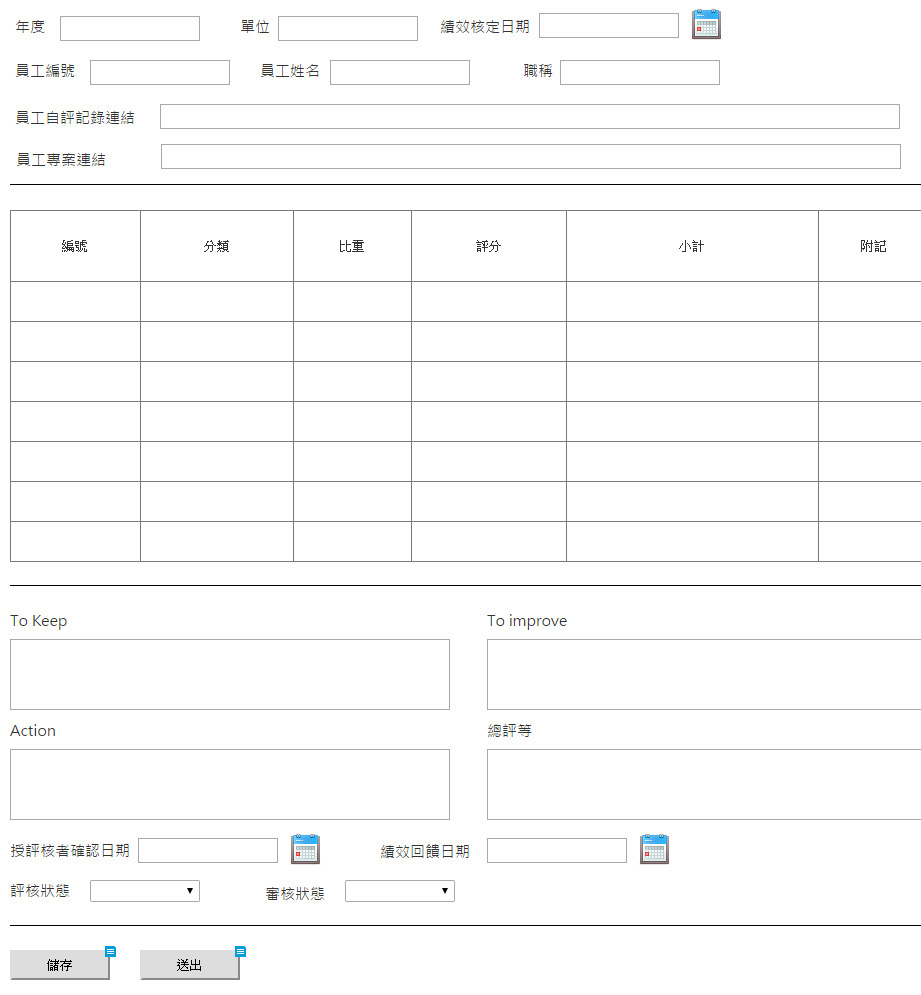 年度 單位 績效核定日期
員工編號 員工姓名 職稱
員工自評記錄連結
員工專案連結
編號 分類 比重 評分 小計 附記
To Keep To improve
Action 總評等
授評核者確認日期 績效回饋日期
評核狀態 審核狀態
儲存 送出